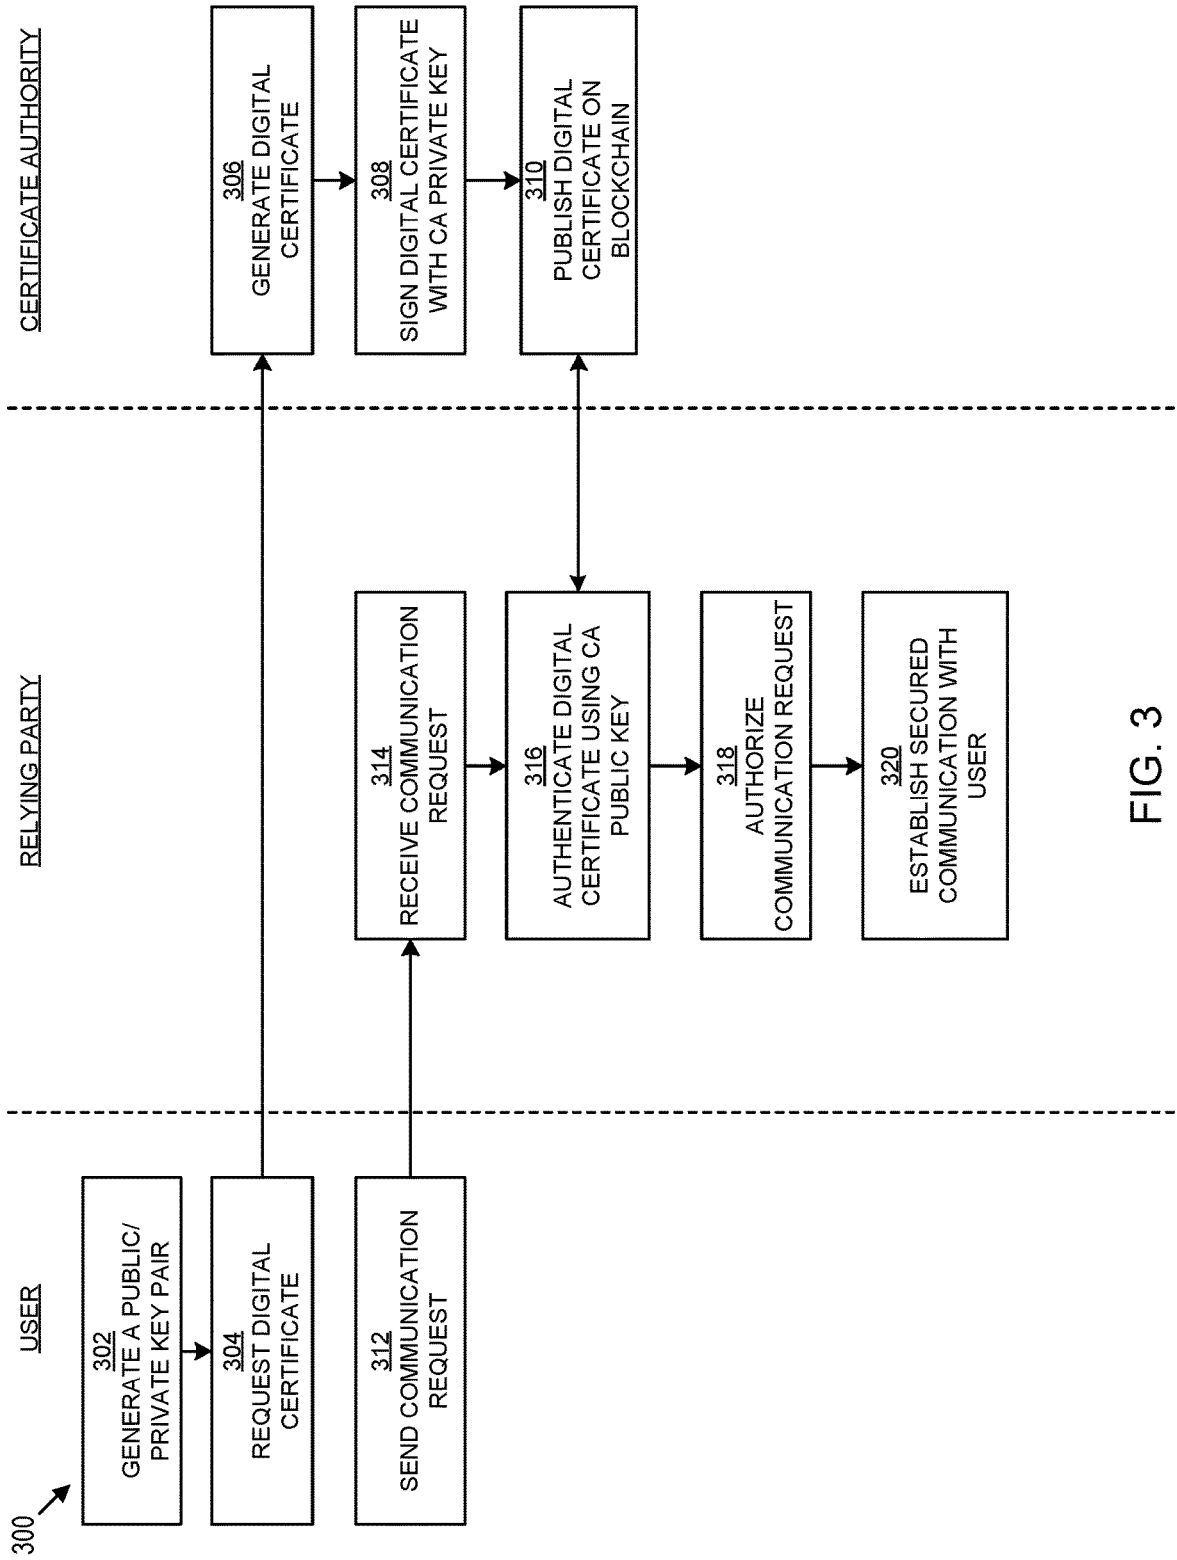 300
USER
RELYING PARTY
CERTIFICATE AUTHORITY
302
GENERATE A PUBLIC/
PRIVATE KEY PAIR
304
REQUEST DIGITAL
CERTIFICATE
306
GENERATE DIGITAL
CERTIFICATE
308
SIGN DIGITAL CERTIFICATE
WITH CA PRIVATE KEY
310
PUBLISH DIGITAL
CERTIFICATE ON
BLOCKCHAIN
312
SEND COMMUNICATION
REQUEST
314
RECEIVE COMMUNICATION
REQUEST
316
AUTHENTICATE DIGITAL
CERTIFICATE USING CA
PUBLIC KEY
318
AUTHORIZE
COMMUNICATION REQUEST
320
ESTABLISH SECURED
COMMUNICATION WITH
USER
FIG. 3